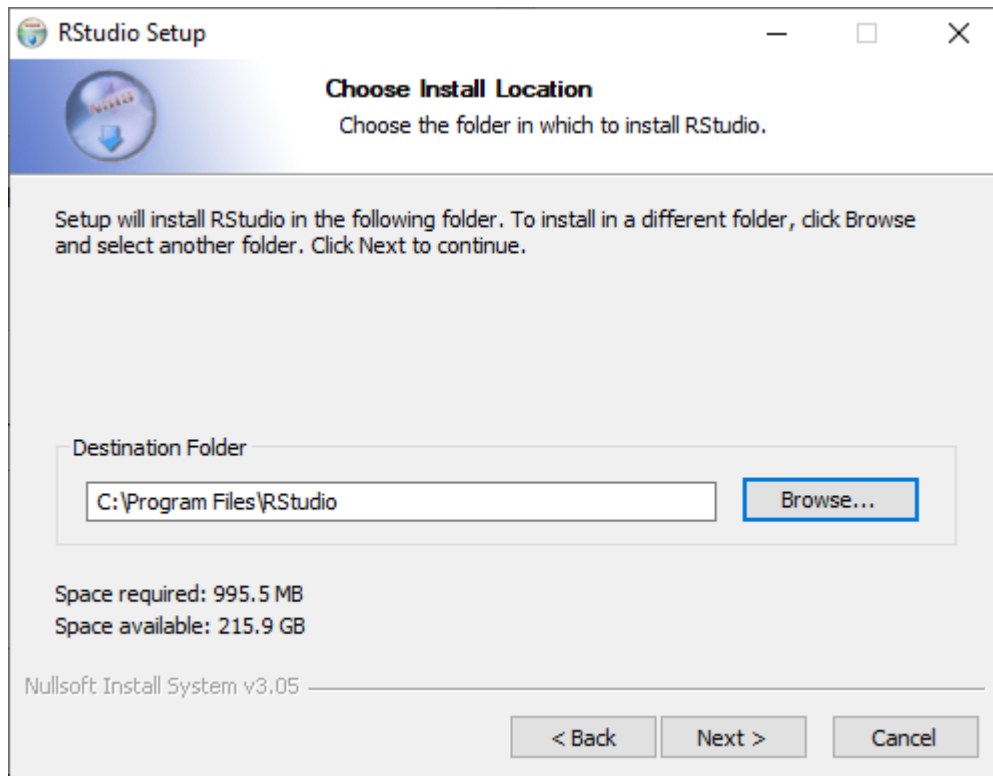 RStudio Setup
Choose Install Location
Choose the folder in which to install RStudio.
Setup will install RStudio in the following folder. To install in a different folder, click Browse
and select another folder. Click Next to continue.
Destination Folder
C:\Program Files\RStudio
Browse...
Space required: 995.5 MB
Space available: 215.9 GB
Nullsoft Install System v3.05
< Back
Next >
Cancel